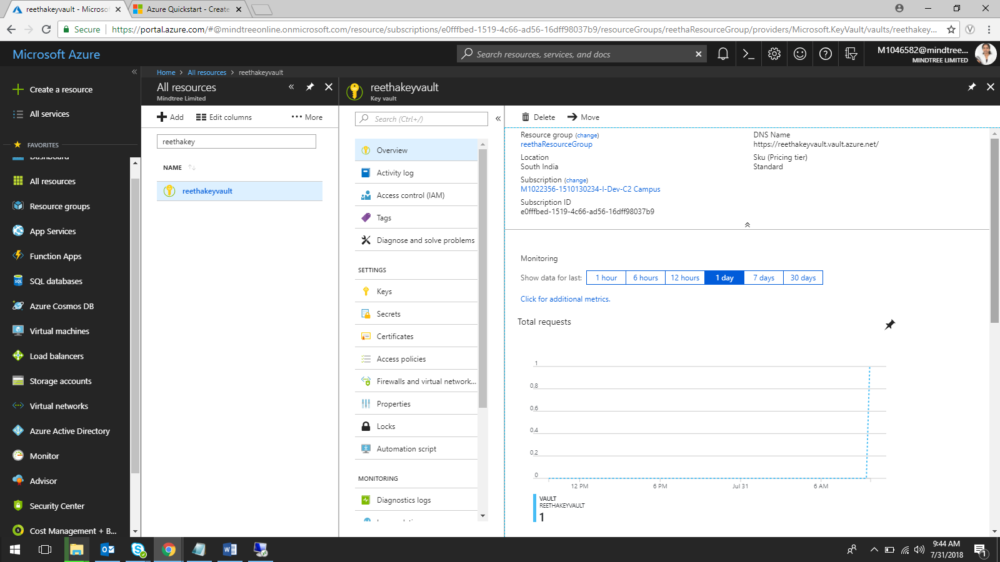 reethakeyvault - Microso
Azure Quickstart - Create
Secure
https://portal.azure.com/#@mindtreeonline.onmicrosoft.com/resource/subscriptions/e0fffbed-1519-4c66-ad56-16dff98037b9/resourceGroups/reethaResourceGroup/providers/Microsoft.KeyVault/vaults/reethakey...
Microsoft Azure
Search resources, services, and docs
M1046582@mindtree...
MINDTREE LIMITED
Create a resource
All services
FAVORITES
Dashboard
All resources
Resource groups
App Services
Function Apps
SQL databases
Azure Cosmos DB
Virtual machines
Load balancers
Storage accounts
Virtual networks
Azure Active Directory
Monitor
Advisor
Security Center
Cost Management + B...
Home > All resources > reethakeyvault
All resources
Mindtree Limited
Add
Edit columns
More
reethakey
NAME
reethakeyvault
reethakeyvault
Key vault
Search (Ctrl+/)
Overview
Activity log
Access control (IAM)
Tags
Diagnose and solve problems
SETTINGS
Keys
Secrets
Certificates
Access policies
Firewalls and virtual network...
Properties
Locks
Automation script
MONITORING
Diagnostics logs
Delete
Move
Resource group (change)
reethaResourceGroup
Location
South India
Subscription (change)
M1022356-1510130234-I-Dev-C2 Campus
Subscription ID
e0fffbed-1519-4c66-ad56-16dff98037b9
DNS Name
https://reethakeyvault.vault.azure.net/
Sku (Pricing tier)
Standard
Monitoring
Show data for last:
1 hour
6 hours
12 hours
1 day
7 days
30 days
Click for additional metrics.
Total requests
1
0.8
0.6
0.4
0.2
0
12 PM
6 PM
Jul 31
6 AM
VAULT
REETHAKEYVAULT
1
9:44 AM
7/31/2018
1